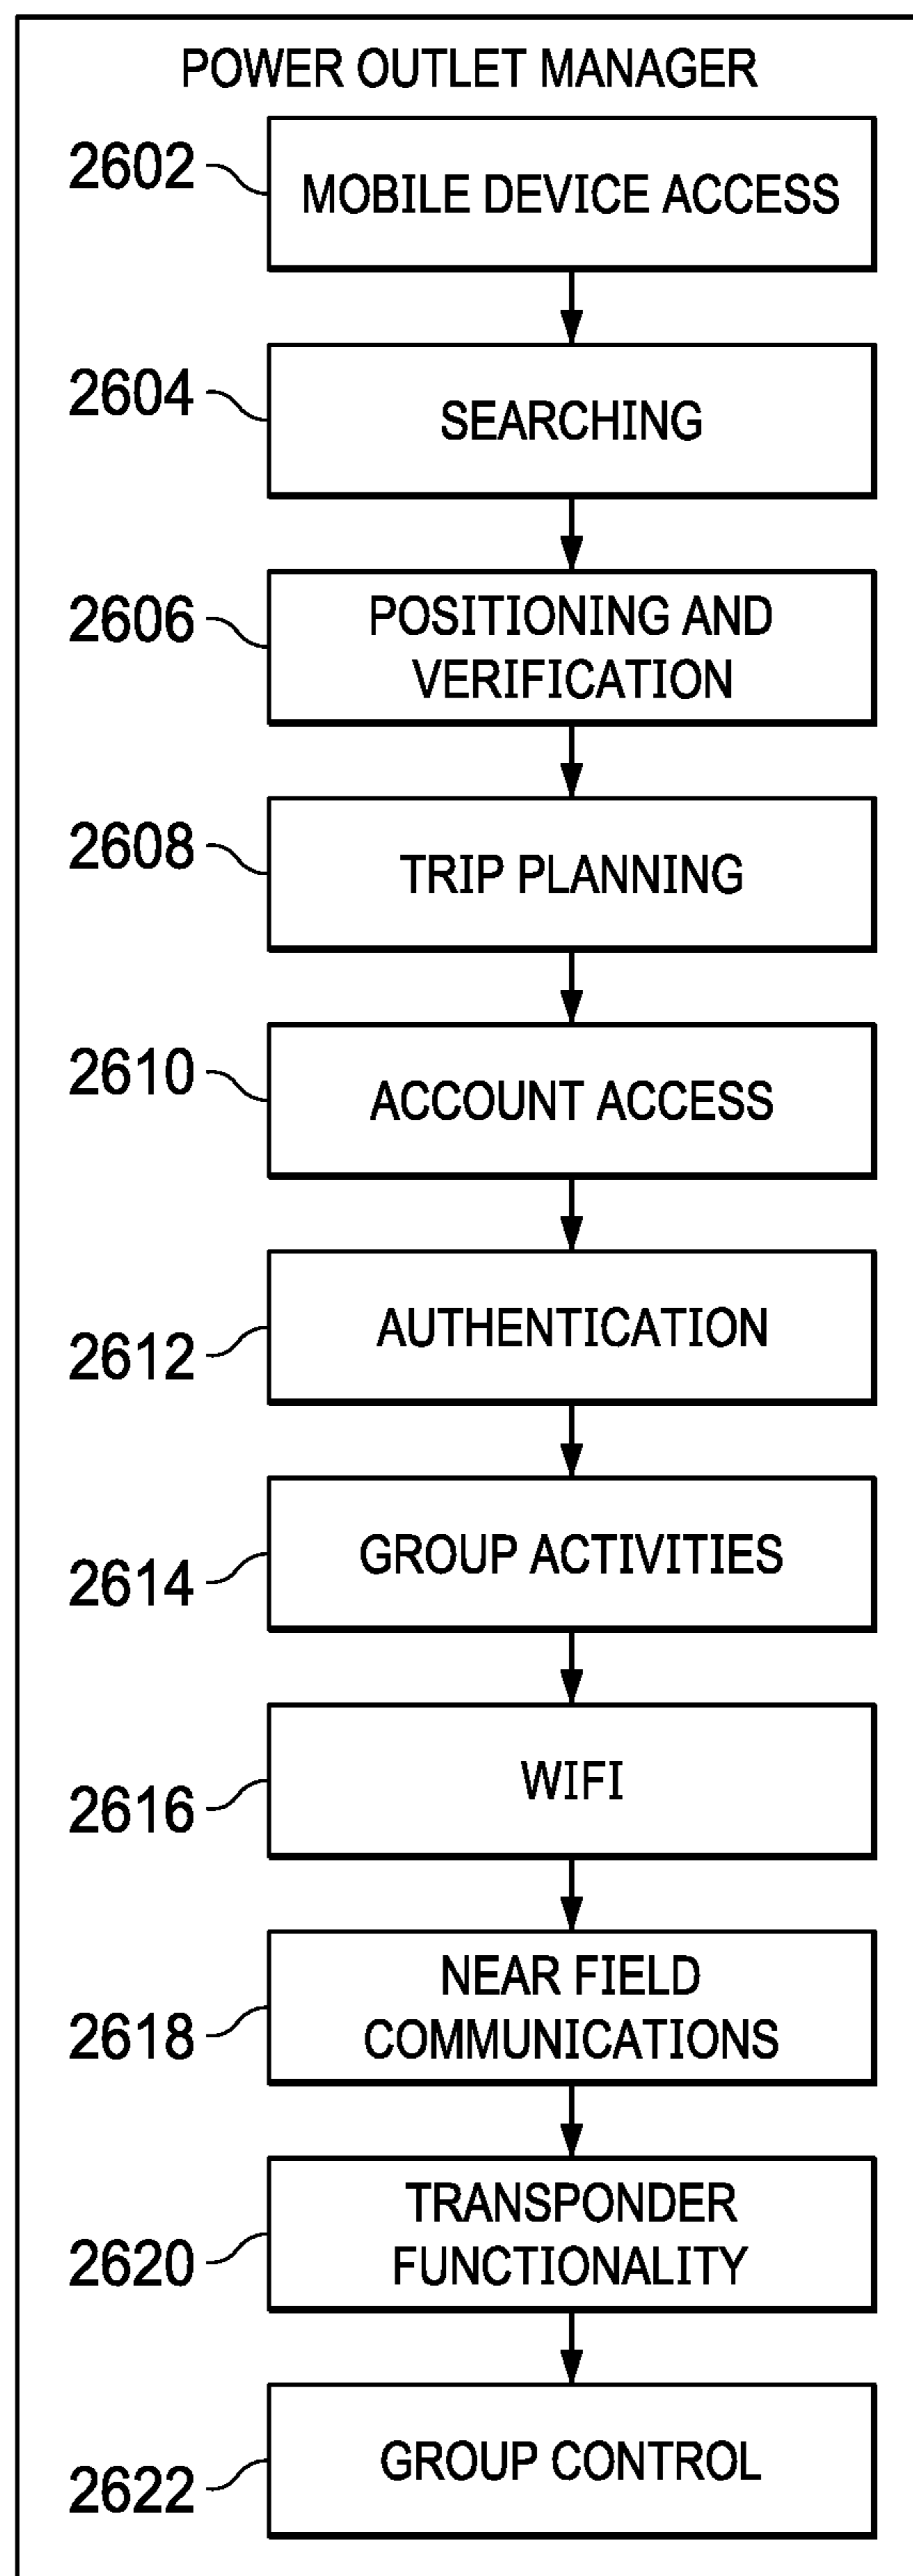 POWER OUTLET MANAGER
2602
MOBILE DEVICE ACCESS
2604
SEARCHING
2606
POSITIONING AND
VERIFICATION
2608
TRIP PLANNING
2610
ACCOUNT ACCESS
2612
AUTHENTICATION
2614
GROUP ACTIVITIES
2616
WIFI
2618
NEAR FIELD
COMMUNICATIONS
2620
TRANSPONDER
FUNCTIONALITY
2622
GROUP CONTROL